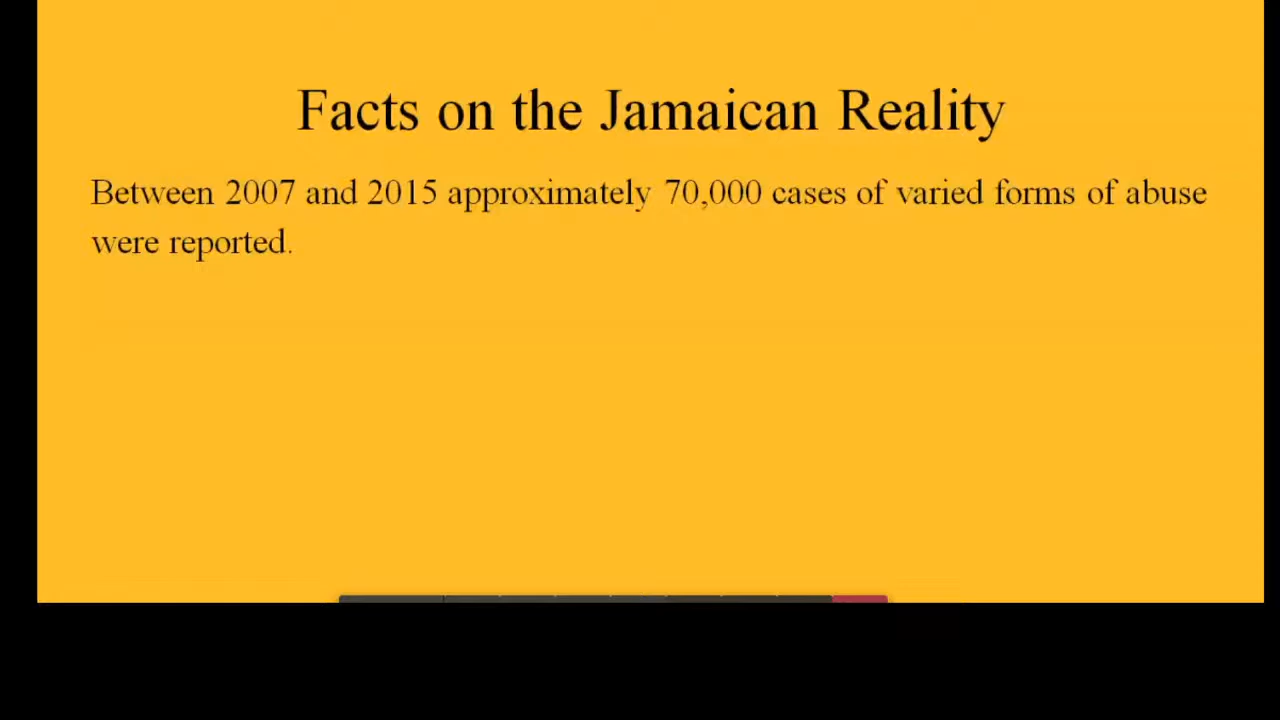 Facts on the Jamaican Reality
Between 2007 and 2015 approximately 70,000 cases of varied forms of abuse
were reported.